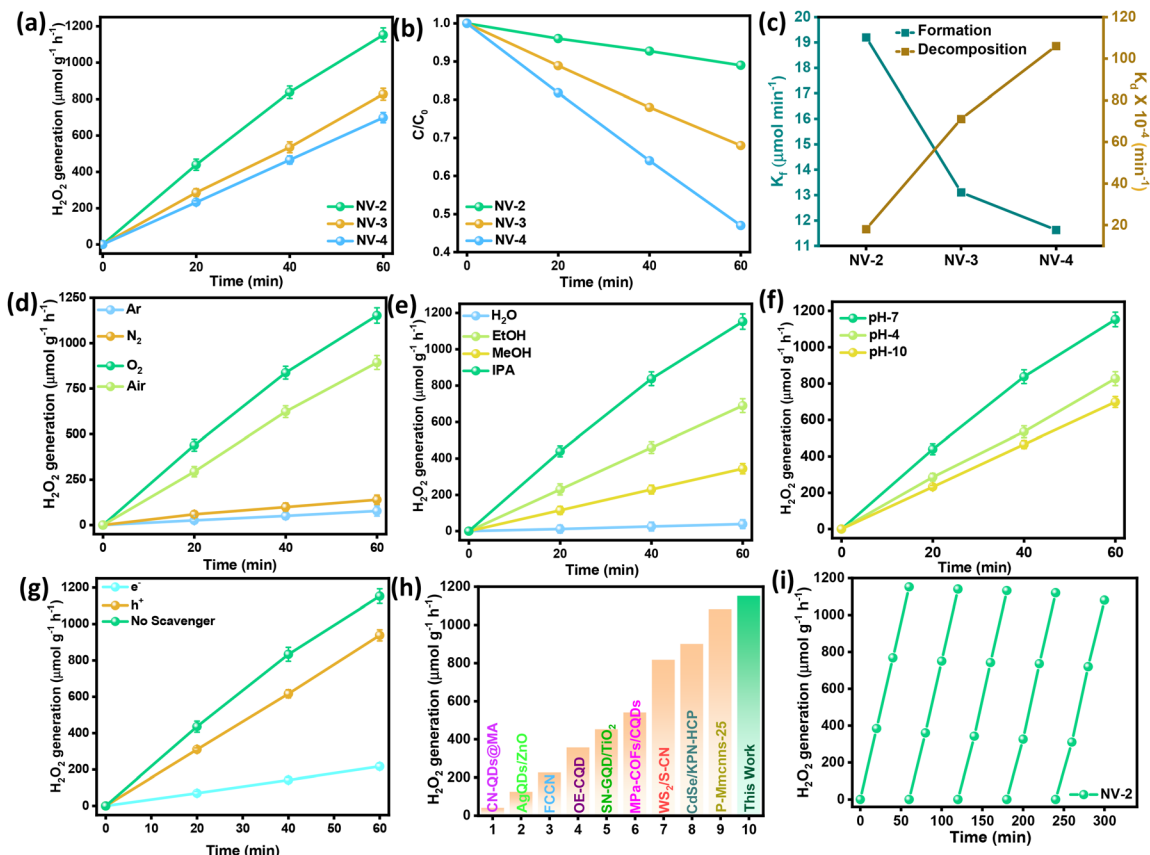 (a)
H₂O₂ generation (μmol g⁻¹ h⁻¹)
1200
1000
800
600
400
200
0
NV-2
NV-3
NV-4
0 20 40 60
Time (min)
(b)
C/C₀
1.0
0.9
0.8
0.7
0.6
0.5
0.4
NV-2
NV-3
NV-4
0 20 40 60
Time (min)
(c)
K_f (μmol min⁻¹)
20
19
18
17
16
15
14
13
12
11
Formation
Decomposition
120
100
80
60
40
20
K_d X 10⁻⁴ (min⁻¹)
NV-2 NV-3 NV-4
(d)
H₂O₂ generation (μmol g⁻¹ h⁻¹)
1250
1000
750
500
250
0
Ar
N₂
O₂
Air
0 20 40 60
Time (min)
(e)
H₂O₂ generation (μmol g⁻¹ h⁻¹)
1200
1000
800
600
400
200
0
H₂O
EtOH
MeOH
IPA
0 20 40 60
Time (min)
(f)
H₂O₂ generation (μmol g⁻¹ h⁻¹)
1200
1000
800
600
400
200
0
pH-7
pH-4
pH-10
0 20 40 60
Time (min)
(g)
H₂O₂ generation (μmol g⁻¹ h⁻¹)
1200
1000
800
600
400
200
0
e⁻
h⁺
No Scavenger
0 10 20 30 40 50 60
Time (min)
(h)
H₂O₂ generation (μmol g⁻¹ h⁻¹)
1200
1000
800
600
400
200
0
CN-QDs@MA
AgQDs/ZnO
FCCN
OE-CQD
SN-GQD/TiO₂
MPa-COFs/CQDs
WS₂/S-CN
CdSe/KPN-HCP
P-Mmcnns-25
This Work
1 2 3 4 5 6 7 8 9 10
(i)
H₂O₂ generation (μmol g⁻¹ h⁻¹)
1200
1000
800
600
400
200
0
NV-2
0 50 100 150 200 250 300
Time (min)